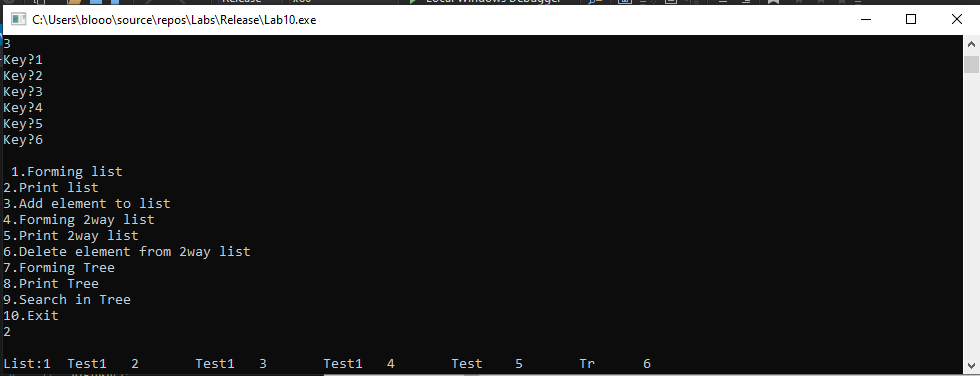 Release
x86
Local Windows Debugger
C:\Users\blooo\source\repos\Labs\Release\Lab10.exe
3
Key?1
Key?2
Key?3
Key?4
Key?5
Key?6
1.Forming list
2.Print list
3.Add element to list
4.Forming 2way list
5.Print 2way list
6.Delete element from 2way list
7.Forming Tree
8.Print Tree
9.Search in Tree
10.Exit
2
List:1 Test1 2 Test1 3 Test1 4 Test 5 Tr 6